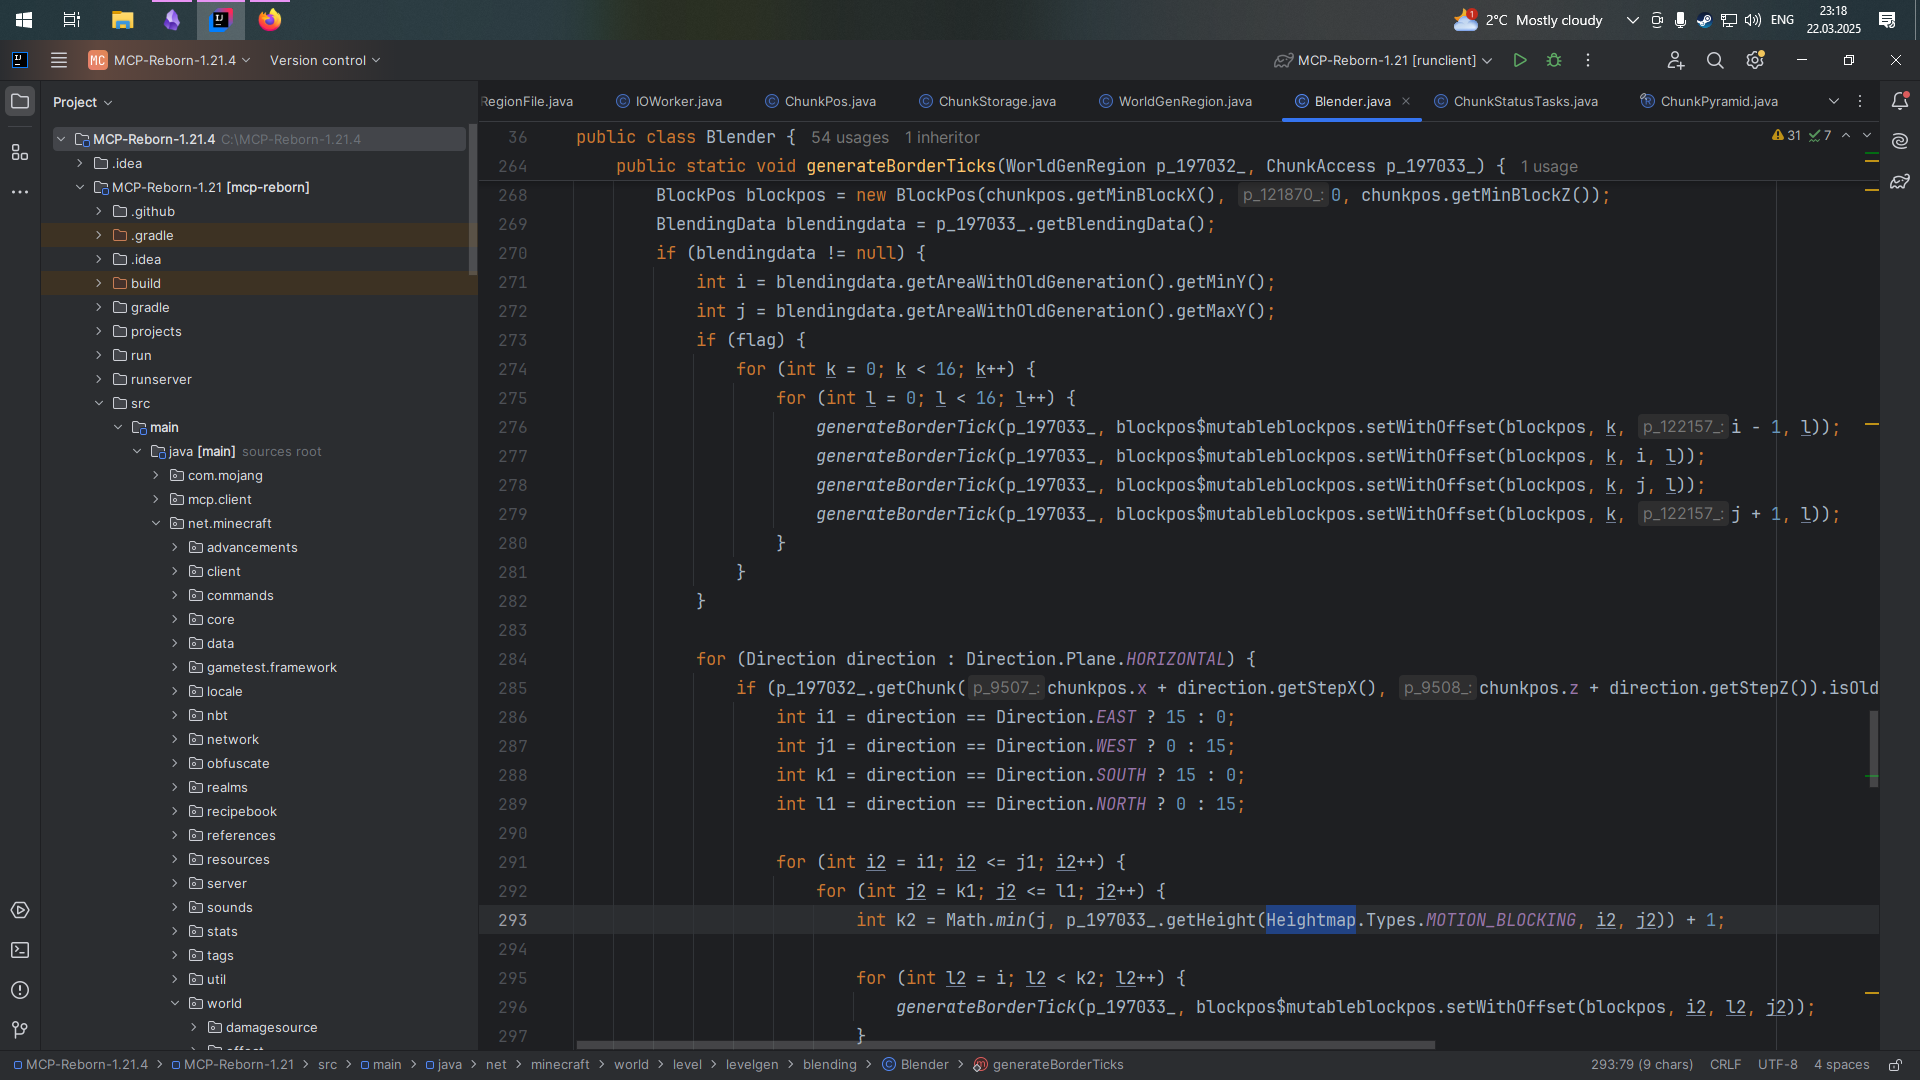 1
2°C Mostly cloudy
ENG
23:18
22.03.2025
MC
MCP-Reborn-1.21.4
Version control
MCP-Reborn-1.21 [runclient]
Project
RegionFile.java
IOWorker.java
ChunkPos.java
ChunkStorage.java
WorldGenRegion.java
Blender.java
ChunkStatusTasks.java
ChunkPyramid.java
MCP-Reborn-1.21.4 C:\MCP-Reborn-1.21.4
.idea
MCP-Reborn-1.21 [mcp-reborn]
.github
.gradle
.idea
build
gradle
projects
run
runserver
src
main
java [main] sources root
com.mojang
mcp.client
net.minecraft
advancements
client
commands
core
data
gametest.framework
locale
nbt
network
obfuscate
realms
recipebook
references
resources
server
sounds
stats
tags
util
world
damagesource
36 public class Blender { 54 usages 1 inheritor
31 7
264 public static void generateBorderTicks(WorldGenRegion p_197032_, ChunkAccess p_197033_) { 1 usage
268 BlockPos blockpos = new BlockPos(chunkpos.getMinBlockX(), p_121870_: 0, chunkpos.getMinBlockZ());
269 BlendingData blendingdata = p_197033_.getBlendingData();
270 if (blendingdata != null) {
271 int i = blendingdata.getAreaWithOldGeneration().getMinY();
272 int j = blendingdata.getAreaWithOldGeneration().getMaxY();
273 if (flag) {
274 for (int k = 0; k < 16; k++) {
275 for (int l = 0; l < 16; l++) {
276 generateBorderTick(p_197033_, blockpos$mutableblockpos.setWithOffset(blockpos, k, p_122157_: i - 1, l));
277 generateBorderTick(p_197033_, blockpos$mutableblockpos.setWithOffset(blockpos, k, i, l));
278 generateBorderTick(p_197033_, blockpos$mutableblockpos.setWithOffset(blockpos, k, j, l));
279 generateBorderTick(p_197033_, blockpos$mutableblockpos.setWithOffset(blockpos, k, p_122157_: j + 1, l));
280 }
281 }
282 }
283
284 for (Direction direction : Direction.Plane.HORIZONTAL) {
285 if (p_197032_.getChunk( p_9507_: chunkpos.x + direction.getStepX(), p_9508_: chunkpos.z + direction.getStepZ()).isOld
286 int i1 = direction == Direction.EAST ? 15 : 0;
287 int j1 = direction == Direction.WEST ? 0 : 15;
288 int k1 = direction == Direction.SOUTH ? 15 : 0;
289 int l1 = direction == Direction.NORTH ? 0 : 15;
290
291 for (int i2 = i1; i2 <= j1; i2++) {
292 for (int j2 = k1; j2 <= l1; j2++) {
293 int k2 = Math.min(j, p_197033_.getHeight(Heightmap.Types.MOTION_BLOCKING, i2, j2)) + 1;
294
295 for (int l2 = i; l2 < k2; l2++) {
296 generateBorderTick(p_197033_, blockpos$mutableblockpos.setWithOffset(blockpos, i2, l2, j2));
297 }
MCP-Reborn-1.21.4 > MCP-Reborn-1.21 > src > main > java > net > minecraft > world > level > levelgen > blending > Blender > generateBorderTicks
293:79 (9 chars) CRLF UTF-8 4 spaces